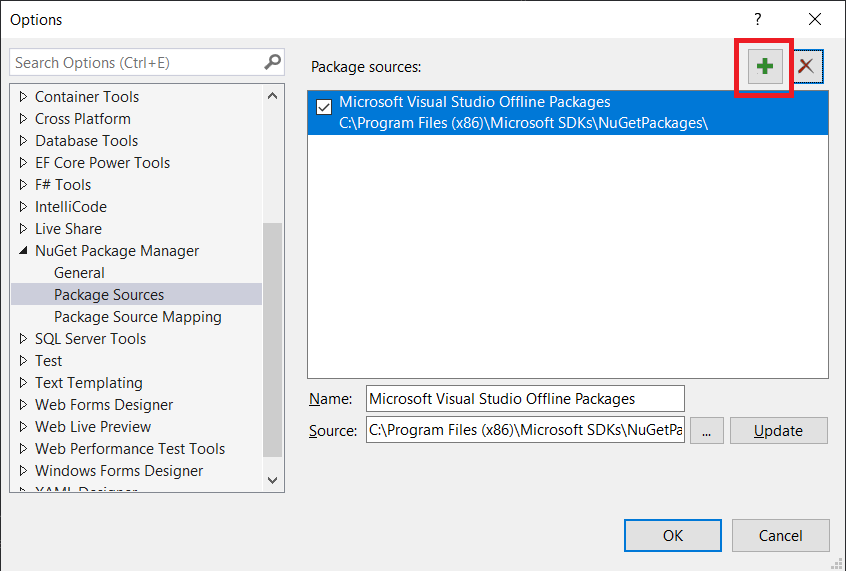 Options
?
Search Options (Ctrl+E)
Container Tools
Cross Platform
Database Tools
EF Core Power Tools
F# Tools
IntelliCode
Live Share
NuGet Package Manager
General
Package Sources
Package Source Mapping
SQL Server Tools
Test
Text Templating
Web Forms Designer
Web Live Preview
Web Performance Test Tools
Windows Forms Designer
XAML Designer
Package sources:
Microsoft Visual Studio Offline Packages
C:\Program Files (x86)\Microsoft SDKs\NuGetPackages\
Name: Microsoft Visual Studio Offline Packages
Source: C:\Program Files (x86)\Microsoft SDKs\NuGetPa ... Update
OK Cancel